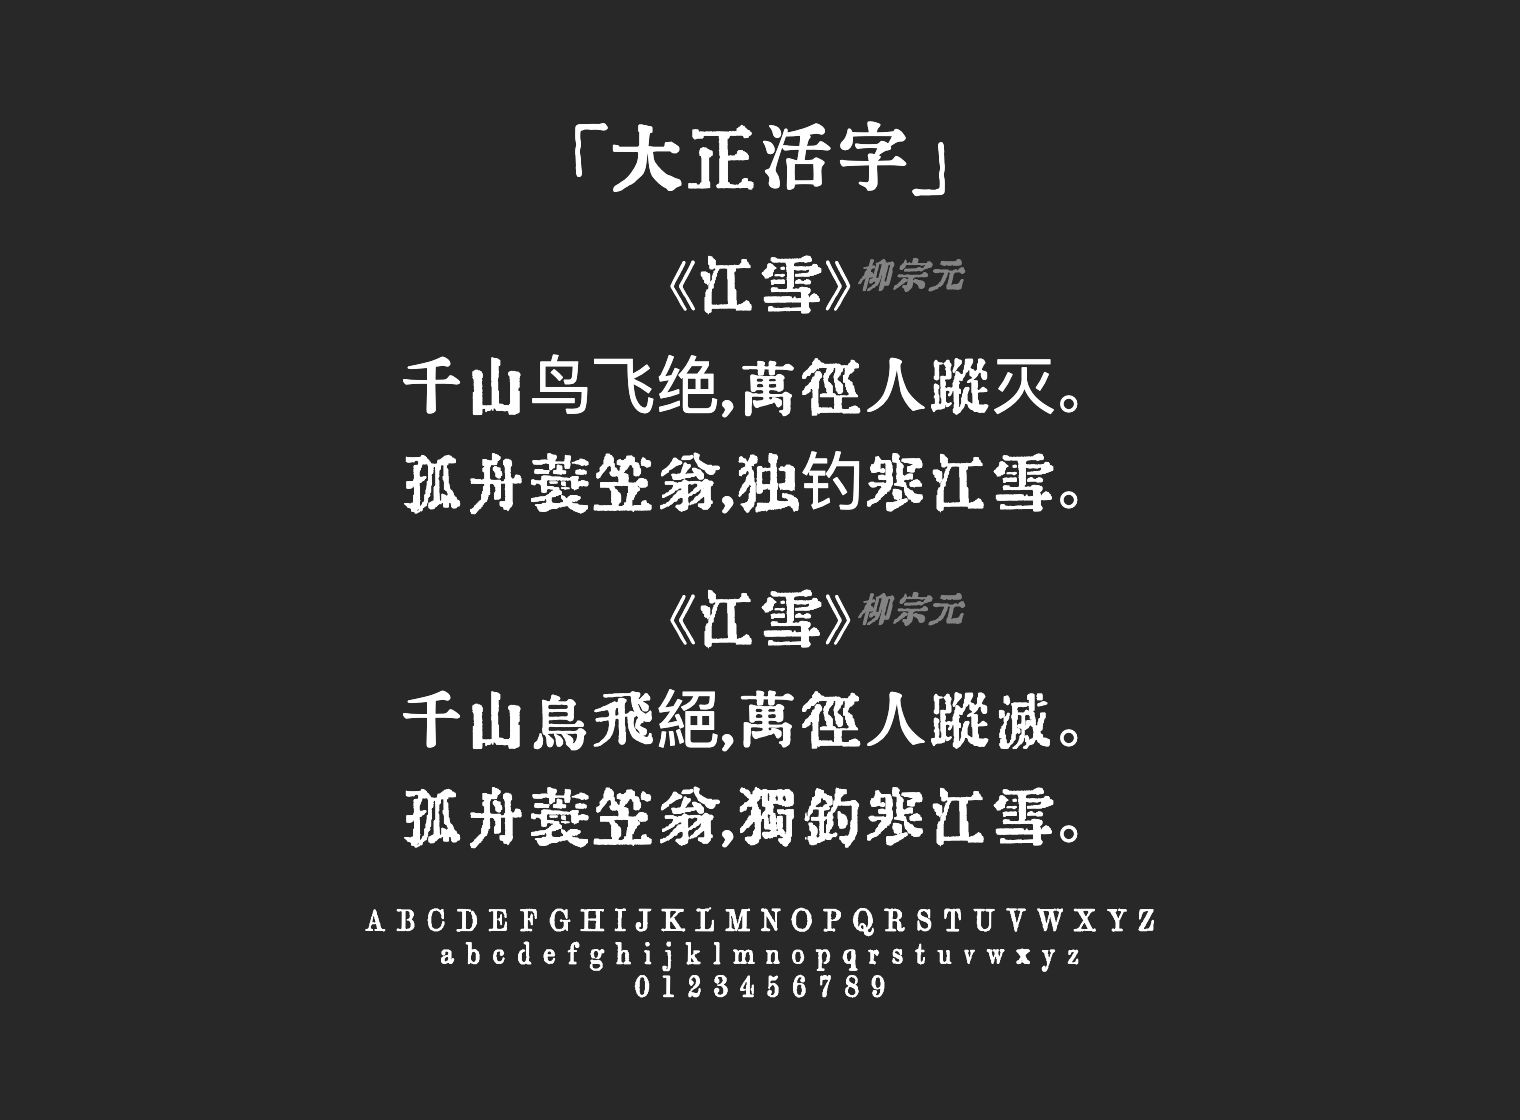 「大正活字」
《江雪》柳宗元
千山鸟飞绝,萬徑人蹤灭。
孤舟蓑笠翁,独钓寒江雪。
《江雪》柳宗元
千山鳥飛絕,萬徑人蹤滅。
孤舟蓑笠翁,獨釣寒江雪。
A B C D E F G H I J K L M N O P Q R S T U V W X Y Z
a b c d e f g h i j k l m n o p q r s t u v w x y z
0 1 2 3 4 5 6 7 8 9